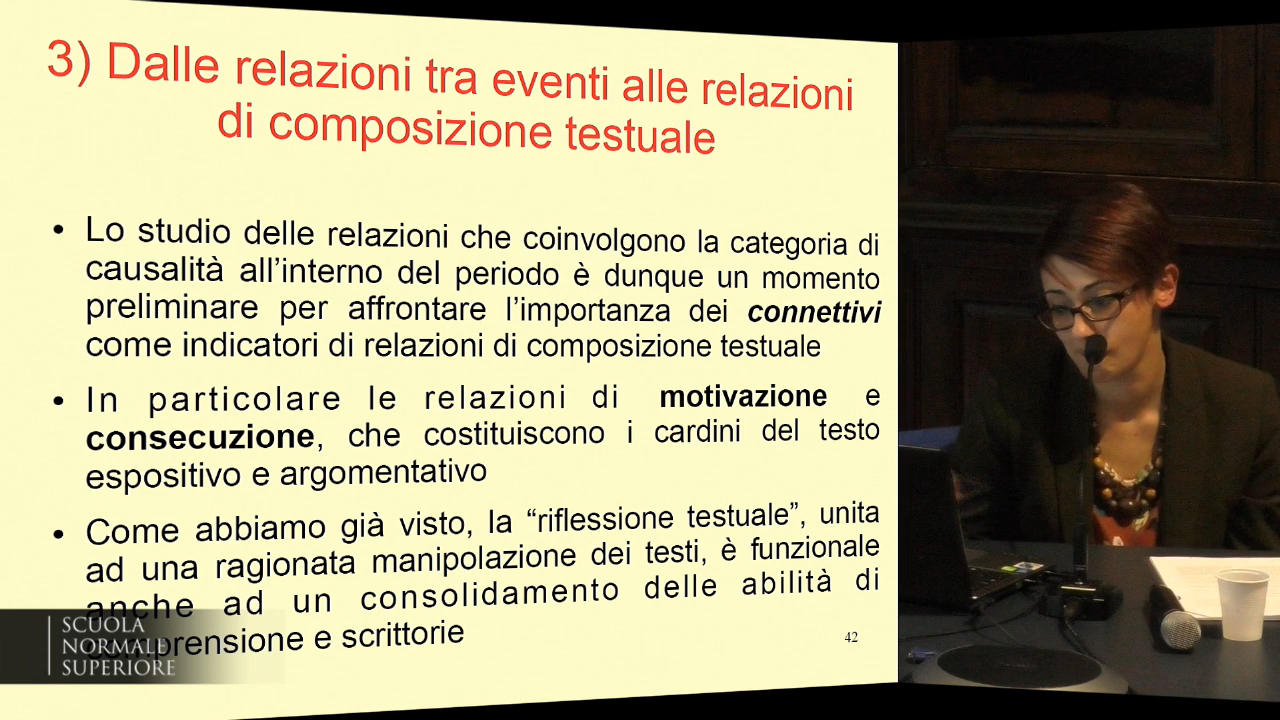 3) Dalle relazioni tra eventi alle relazioni
di composizione testuale
• Lo studio delle relazioni che coinvolgono la categoria di
causalità all’interno del periodo è dunque un momento
preliminare per affrontare l’importanza dei connettivi
come indicatori di relazioni di composizione testuale
• In particolare le relazioni di motivazione e
consecuzione, che costituiscono i cardini del testo
espositivo e argomentativo
• Come abbiamo già visto, la “riflessione testuale”, unita
ad una ragionata manipolazione dei testi, è funzionale
anche ad un consolidamento delle abilità di
comprensione e scrittorie
42
SCUOLA
NORMALE
SUPERIORE